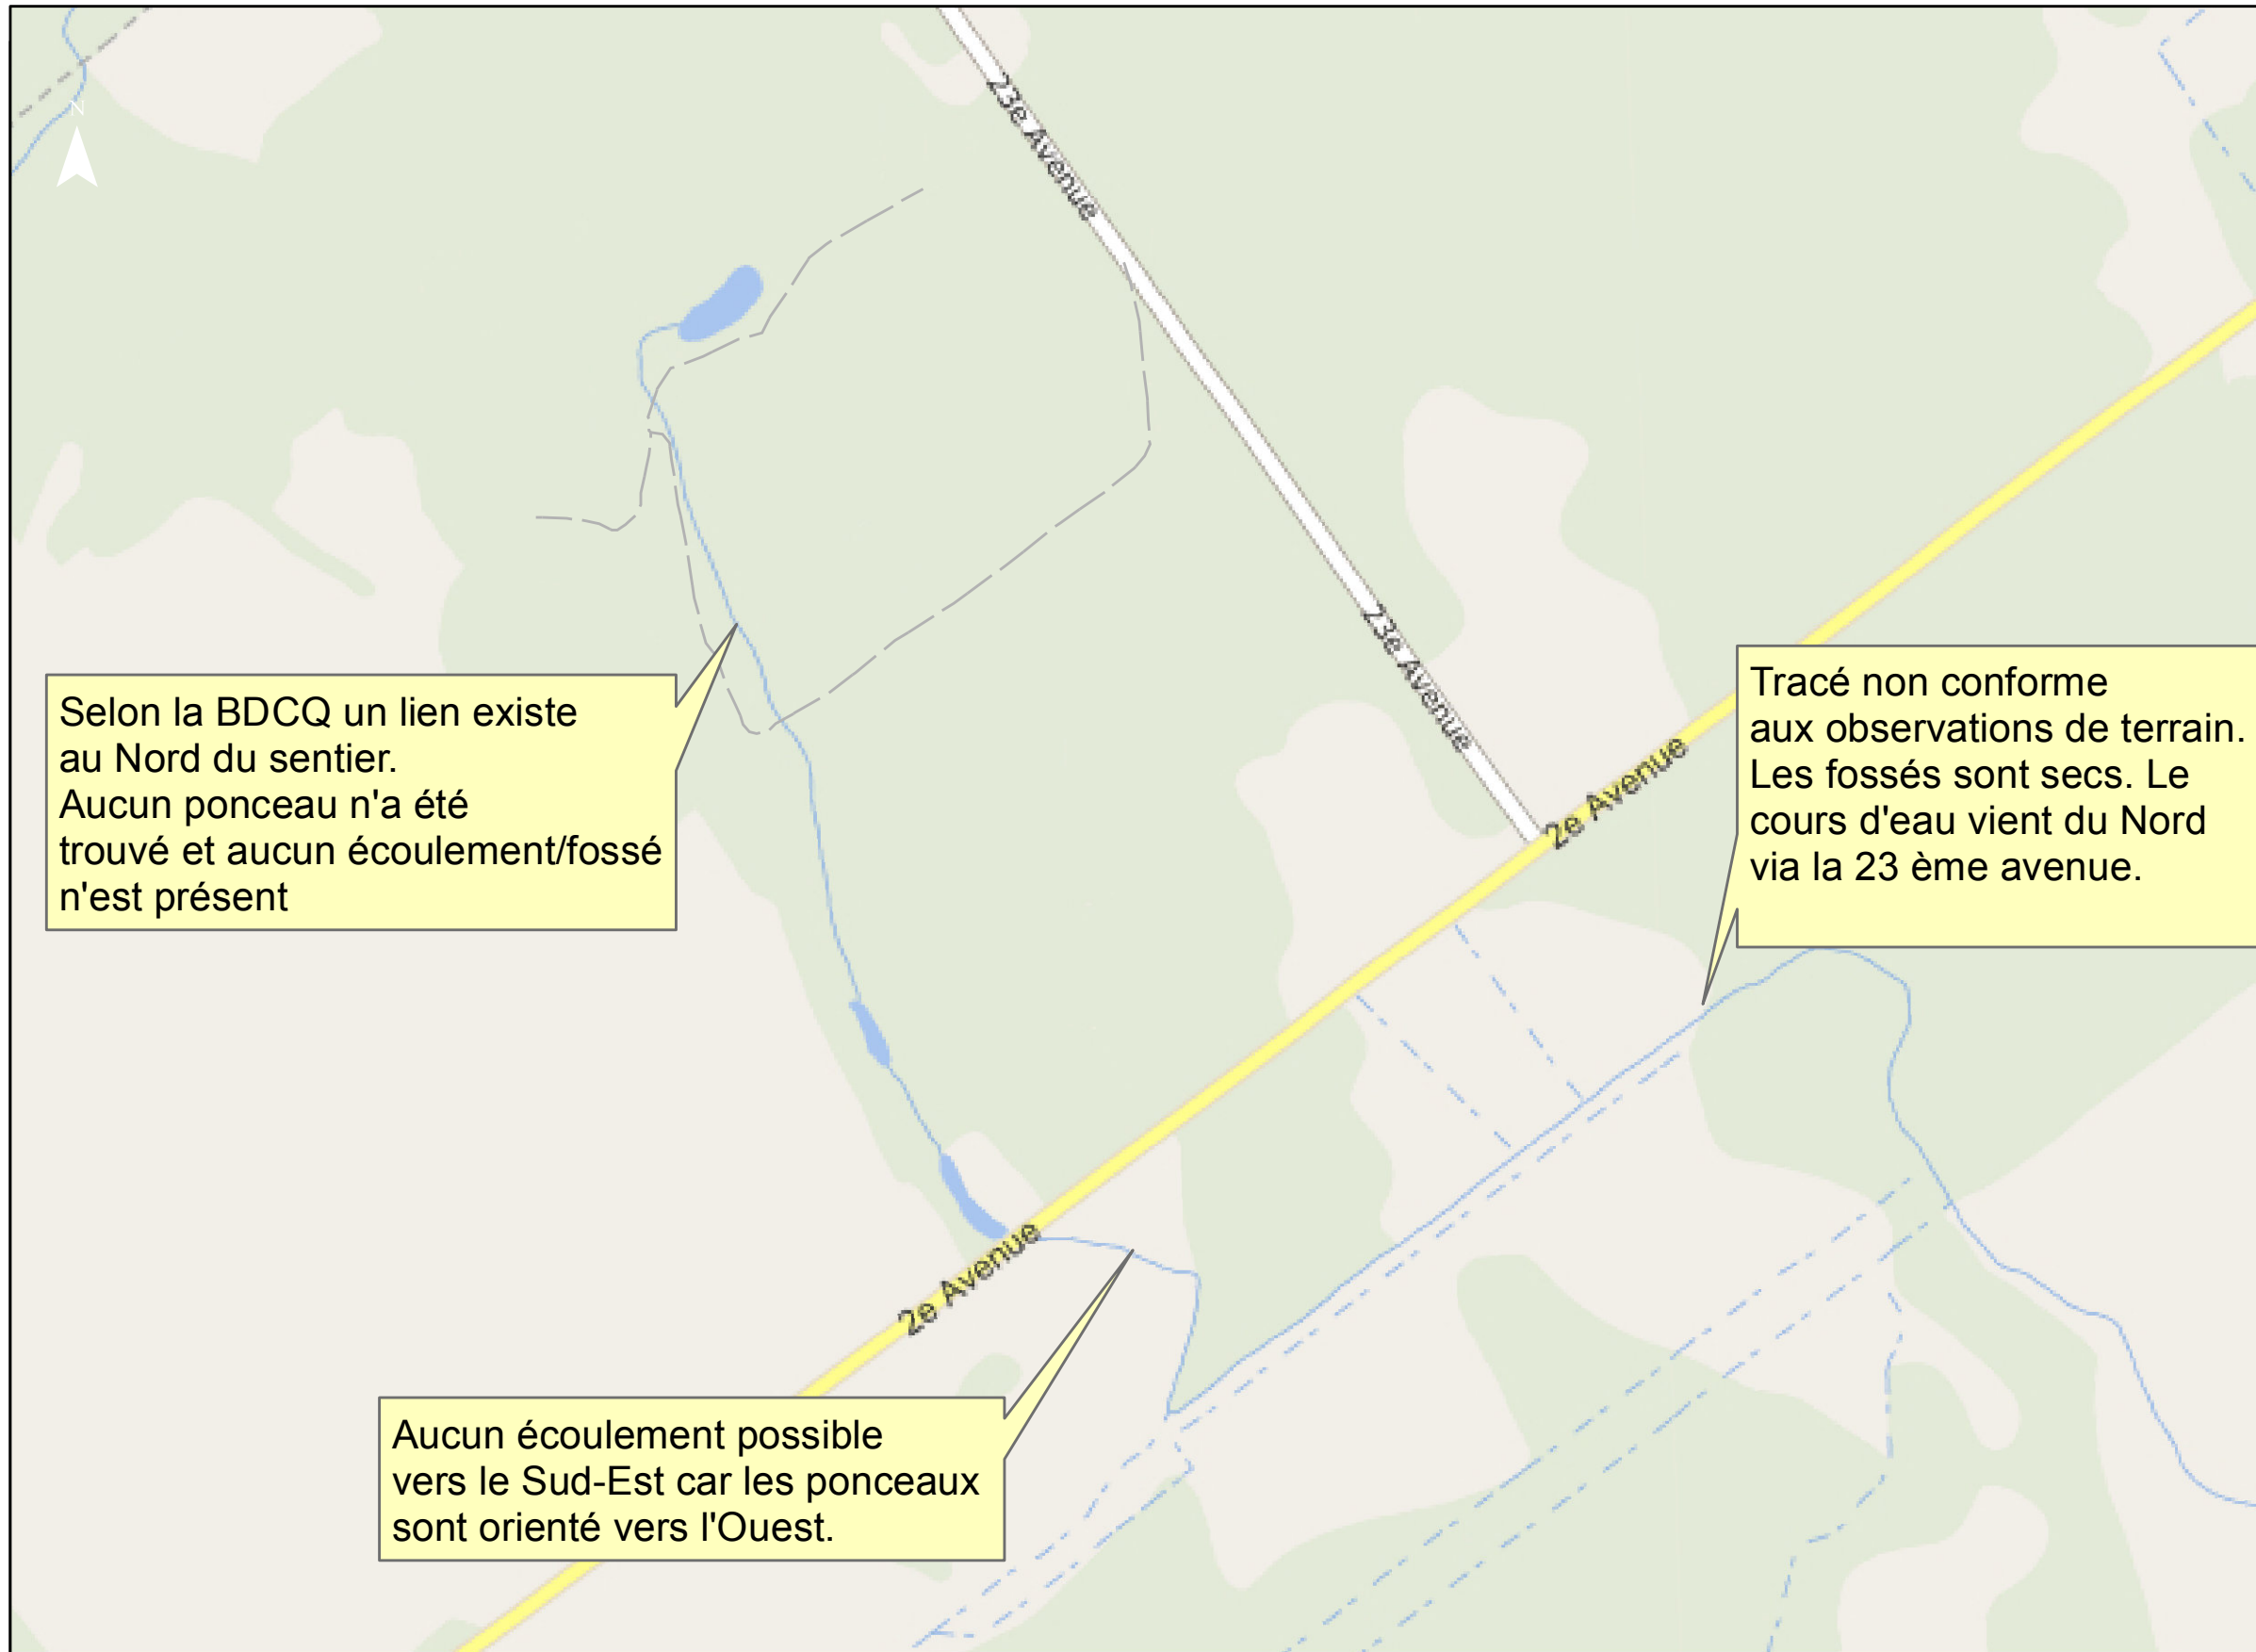 N
23e Avenue
23e Avenue
Selon la BDCQ un lien existe
au Nord du sentier.
Aucun ponceau n'a été
trouvé et aucun écoulement/fossé
n'est présent
Tracé non conforme
aux observations de terrain.
Les fossés sont secs. Le
cours d'eau vient du Nord
via la 23 ème avenue.
2e Avenue
2e Avenue
Aucun écoulement possible
vers le Sud-Est car les ponceaux
sont orienté vers l'Ouest.